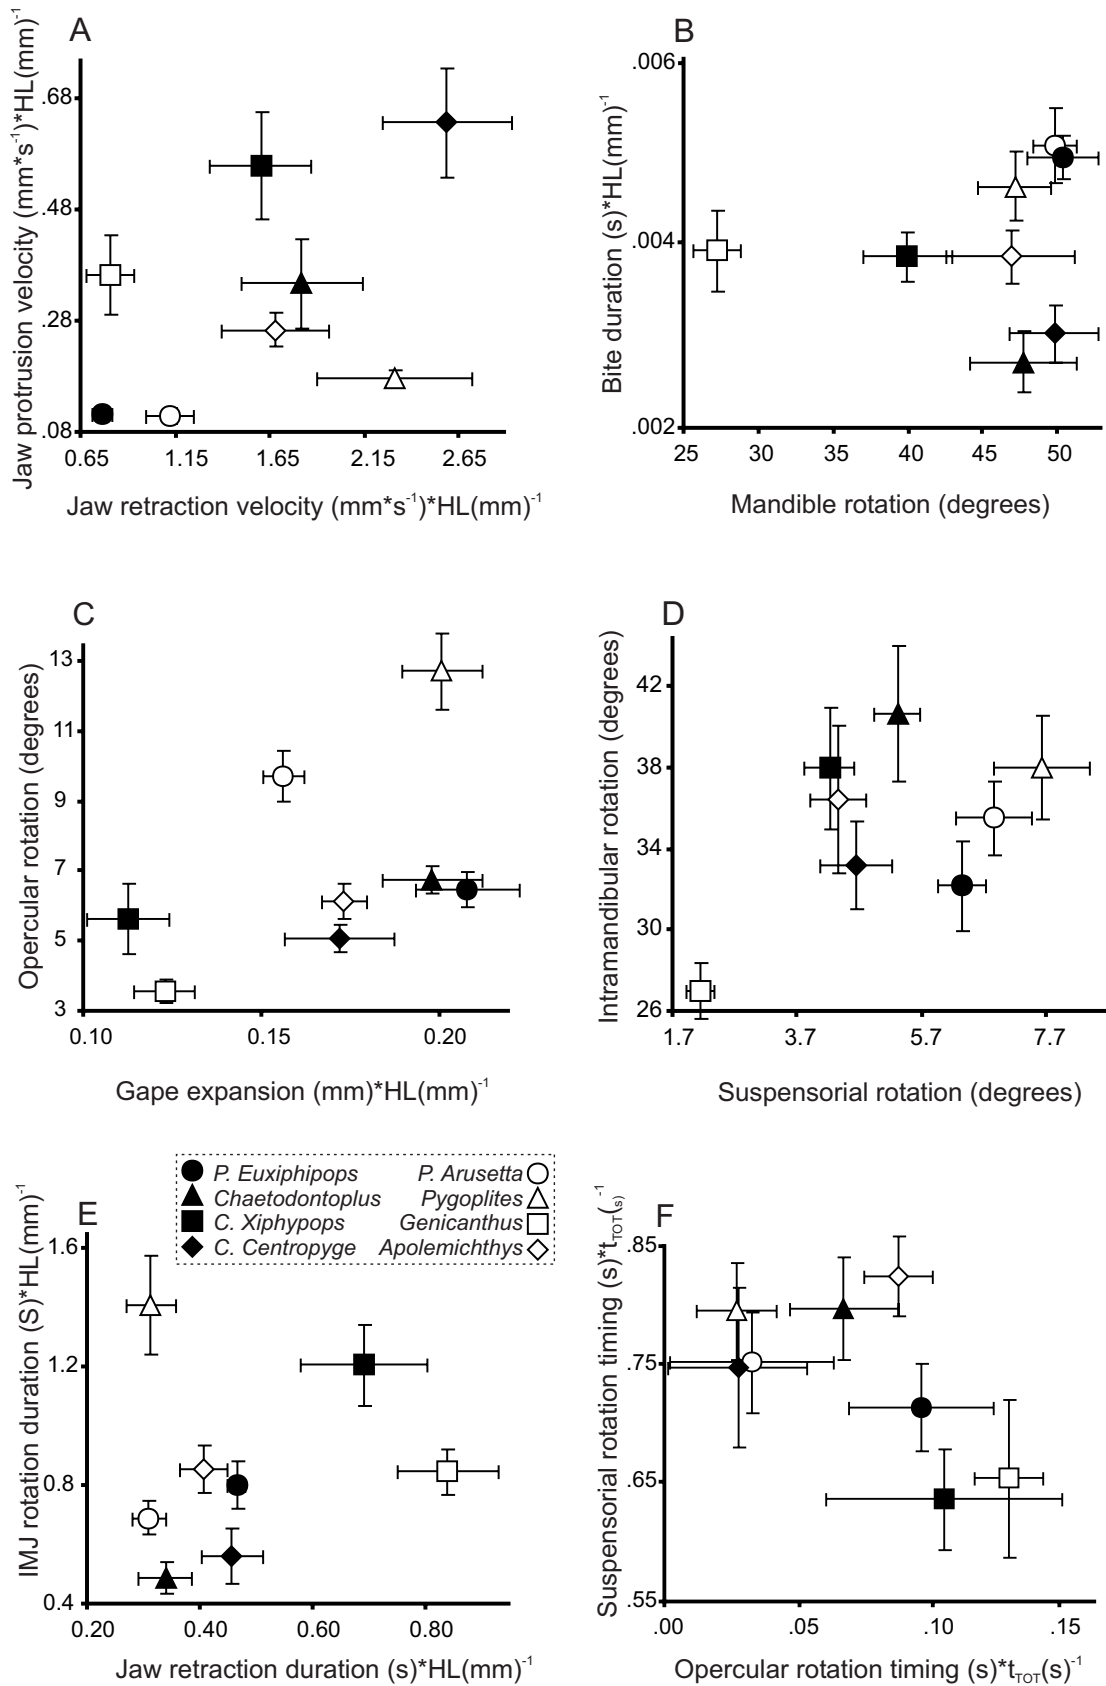 A
Jaw protrusion velocity (mm*s-1)*HL(mm)-1
.68
.48
.28
.08
0.65 1.15 1.65 2.15 2.65
Jaw retraction velocity (mm*s-1)*HL(mm)-1
B
Bite duration (s)*HL(mm)-1
.006
.004
.002
25 30 35 40 45 50
Mandible rotation (degrees)
C
Opercular rotation (degrees)
13
11
9
7
5
3
0.10 0.15 0.20
Gape expansion (mm)*HL(mm)-1
D
Intramandibular rotation (degrees)
42
38
34
30
26
1.7 3.7 5.7 7.7
Suspensorial rotation (degrees)
P. Euxiphipops P. Arusetta
Chaetodontoplus Pygoplites
C. Xiphypops Genicanthus
C. Centropyge Apolemichthys
E
IMJ rotation duration (S)*HL(mm)-1
1.6
1.2
0.8
0.4
0.20 0.40 0.60 0.80
Jaw retraction duration (s)*HL(mm)-1
F
Suspensorial rotation timing (s)*tTOT(s)-1
.85
.75
.65
.55
.00 .05 .10 .15
Opercular rotation timing (s)*tTOT(s)-1